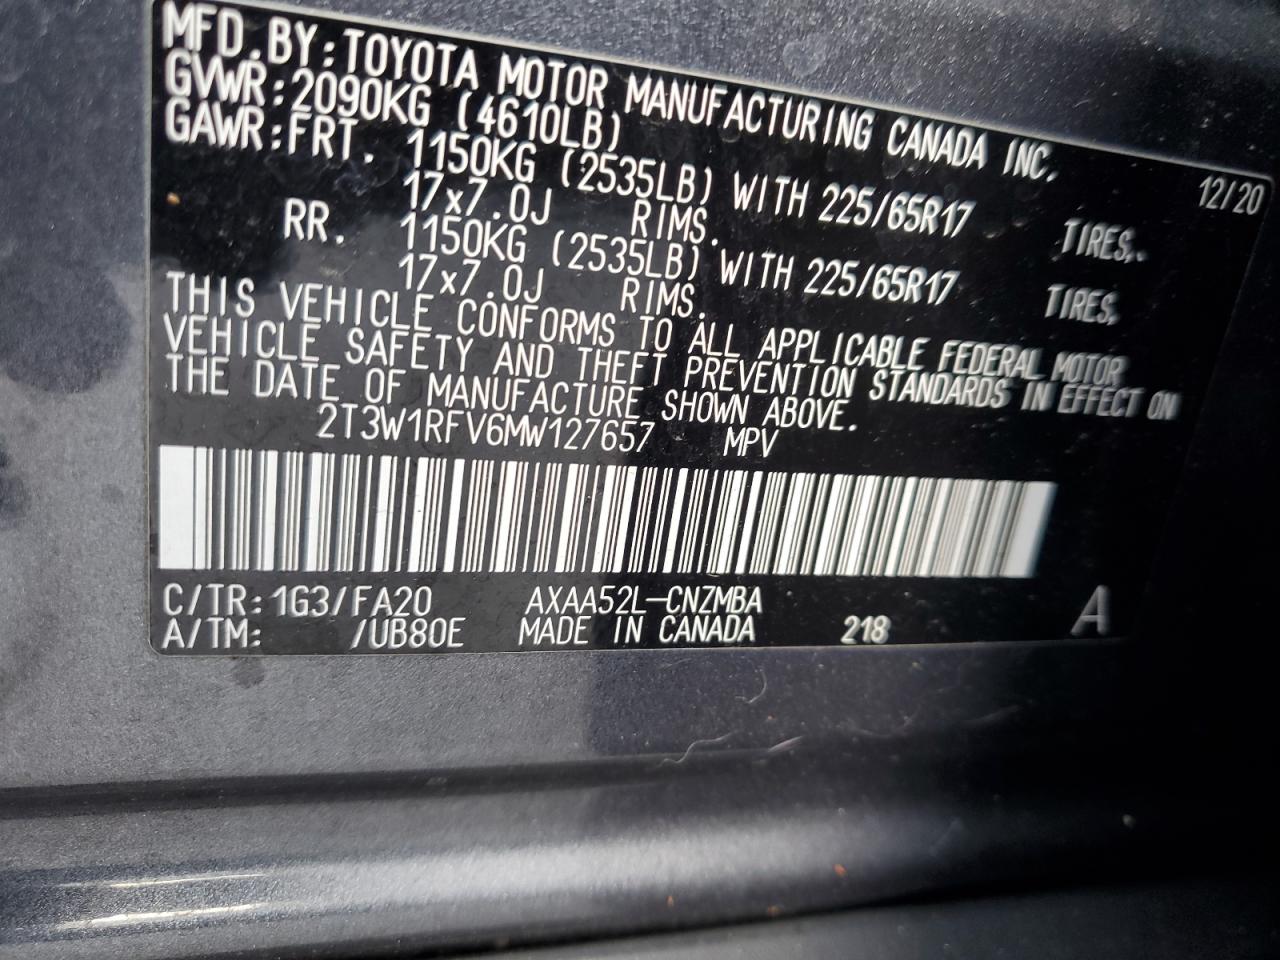 MFD.BY:TOYOTA MOTOR MANUFACTURING CANADA INC.
GVWR:2090KG (4610LB) 12/20
GAWR:FRT. 1150KG (2535LB) WITH 225/65R17 TIRES,
17x7.0J RIMS.
RR. 1150KG (2535LB) WITH 225/65R17 TIRES,
17x7.0J RIMS.
THIS VEHICLE CONFORMS TO ALL APPLICABLE FEDERAL MOTOR
VEHICLE SAFETY AND THEFT PREVENTION STANDARDS IN EFFECT ON
THE DATE OF MANUFACTURE SHOWN ABOVE.
2T3W1RFV6MW127657 MPV
C/TR:1G3/FA20 AXAA52L-CNZMBA A
A/TM: /UB80E MADE IN CANADA 218